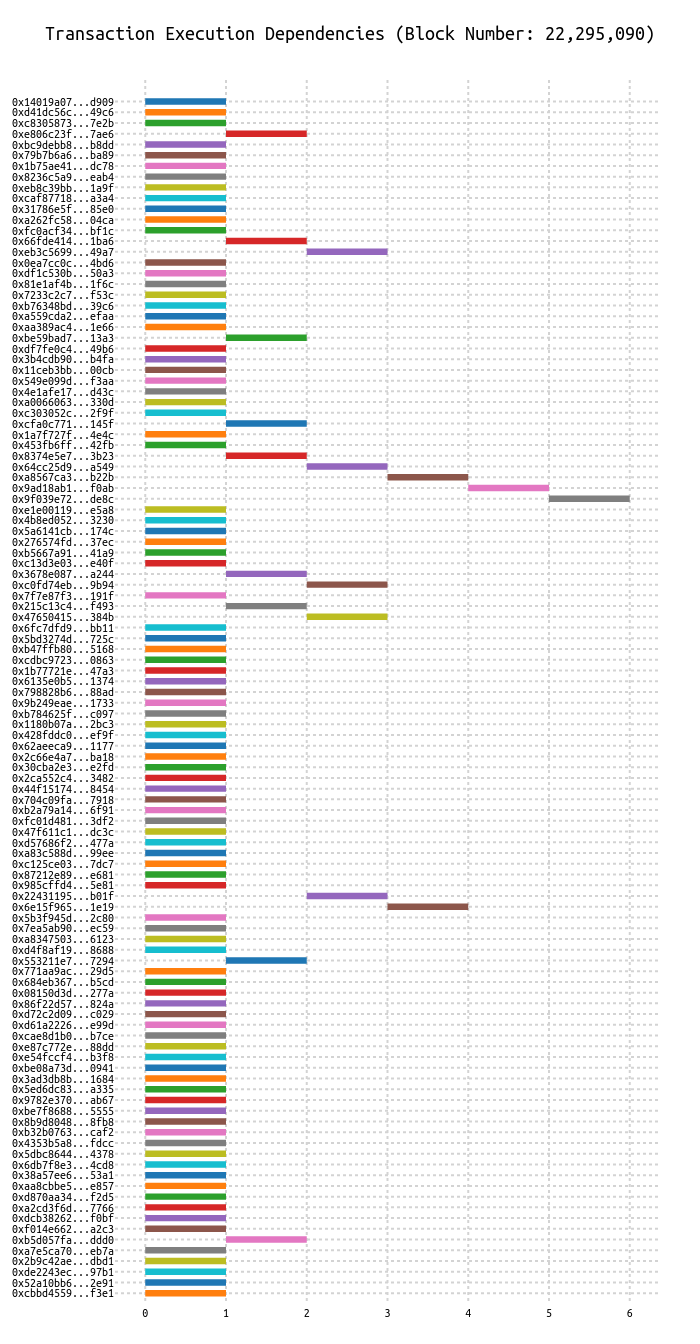 Transaction Execution Dependencies (Block Number: 22,295,090)
0x14019a07...d909
0xd41dc56c...49c6
0xc8305873...7e2b
0xe806c23f...7ae6
0xbc9debb8...b8dd
0x79b7b6a6...ba89
0x1b75ae41...dc78
0x8236c5a9...eab4
0xeb8c39bb...1a9f
0xcaf87718...a3a4
0x31786e5f...85e0
0xa262fc58...04ca
0xfc0acf34...bf1c
0x66fde414...1ba6
0xeb3c5699...49a7
0x0ea7cc0c...4bd6
0xdf1c530b...50a3
0x81e1af4b...1f6c
0x7233c2c7...f53c
0xb76348bd...39c6
0xa559cda2...efaa
0xaa389ac4...1e66
0xbe59bad7...13a3
0xdf7fe0c4...49b6
0x3b4cdb90...b4fa
0x11ceb3bb...00cb
0x549e099d...f3aa
0x4e1afe17...d43c
0xa0066063...330d
0xc303052c...2f9f
0xcfa0c771...145f
0x1a7f727f...4e4c
0x453fb6ff...42fb
0x8374e5e7...3b23
0x64cc25d9...a549
0xa8567ca3...b22b
0x9ad18ab1...f0ab
0x9f039e72...de8c
0xe1e00119...e5a8
0x4b8ed052...3230
0x5a6141cb...174c
0x276574fd...37ec
0xb5667a91...41a9
0xc13d3e03...e40f
0x3678e087...a244
0xc0fd74eb...9b94
0x7f7e87f3...191f
0x215c13c4...f493
0x47650415...384b
0x6fc7dfd9...bb11
0x5bd3274d...725c
0xb47ffb80...5168
0xcdbc9723...0863
0x1b77721e...47a3
0x6135e0b5...1374
0x798828b6...88ad
0x9b249eae...1733
0xb784625f...c097
0x1180b07a...2bc3
0x428fddc0...ef9f
0x62aeeca9...1177
0x2c66e4a7...ba18
0x30cba2e3...e2fd
0x2ca552c4...3482
0x44f15174...8454
0x704c09fa...7918
0xb2a79a14...6f91
0xfc01d481...3df2
0x47f611c1...dc3c
0xd57686f2...477a
0xa83c588d...99ee
0xc125ce03...7dc7
0x87212e89...e681
0x985cffd4...5e81
0x22431195...b01f
0x6e15f965...1e19
0x5b3f945d...2c80
0x7ea5ab90...ec59
0xa8347503...6123
0xd4f8af19...8688
0x553211e7...7294
0x771aa9ac...29d5
0x684eb367...b5cd
0x08150d3d...277a
0x86f22d57...824a
0xd72c2d09...c029
0xd61a2226...e99d
0xcae8d1b0...b7ce
0xe87c772e...88dd
0xe54fccf4...b3f8
0xbe08a73d...0941
0x3ad3db8b...1684
0x5ed6dc83...a335
0x9782e370...ab67
0xbe7f8688...5555
0x8b9d8048...8fb8
0xb32b0763...caf2
0x4353b5a8...fdcc
0x5dbc8644...4378
0x6db7f8e3...4cd8
0x38a57ee6...53a1
0xaa8cbbe5...e857
0xd870aa34...f2d5
0xa2cd3f6d...7766
0xdcb38262...f0bf
0xf014e662...a2c3
0xb5d057fa...ddd0
0xa7e5ca70...eb7a
0x2b9c42ae...dbd1
0xde2243ec...97b1
0x52a10bb6...2e91
0xcbbd4559...f3e1
0 1 2 3 4 5 6